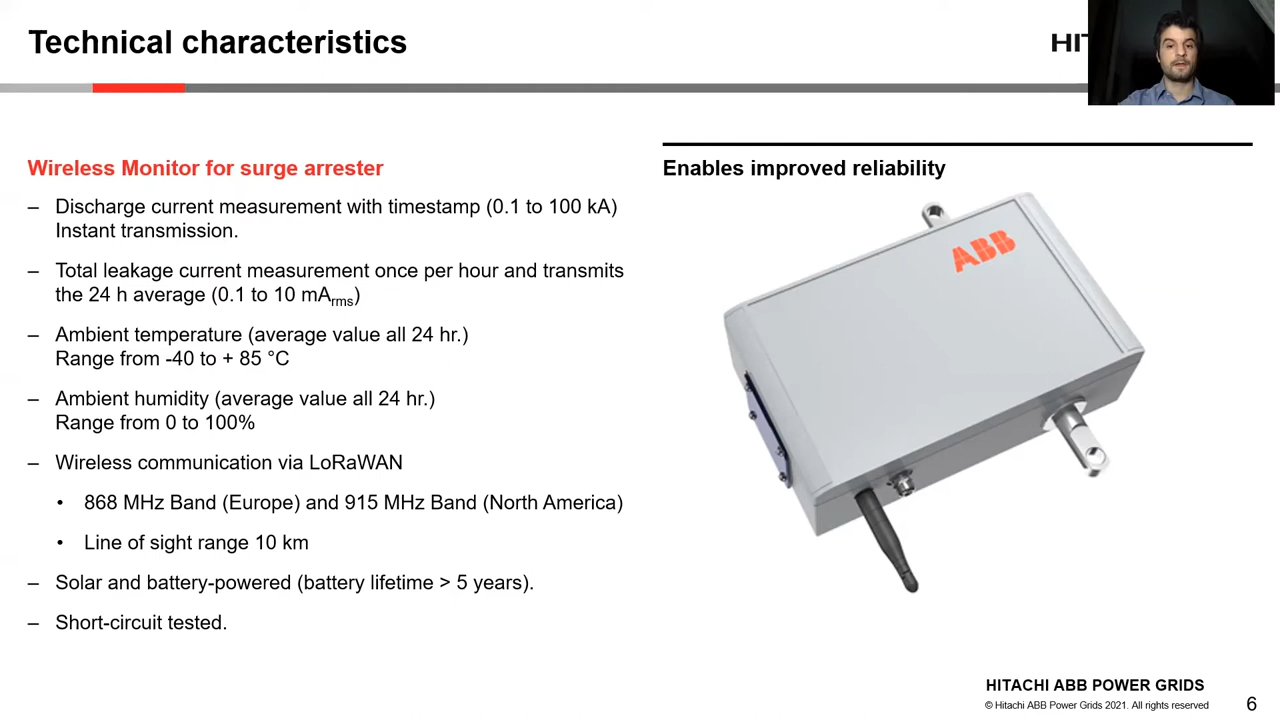 Technical characteristics
HIT
Wireless Monitor for surge arrester
– Discharge current measurement with timestamp (0.1 to 100 kA)
Instant transmission.
– Total leakage current measurement once per hour and transmits
the 24 h average (0.1 to 10 mArms)
– Ambient temperature (average value all 24 hr.)
Range from -40 to + 85 °C
– Ambient humidity (average value all 24 hr.)
Range from 0 to 100%
– Wireless communication via LoRaWAN
• 868 MHz Band (Europe) and 915 MHz Band (North America)
• Line of sight range 10 km
– Solar and battery-powered (battery lifetime > 5 years).
– Short-circuit tested.
Enables improved reliability
ABB
HITACHI ABB POWER GRIDS
© Hitachi ABB Power Grids 2021. All rights reserved
6